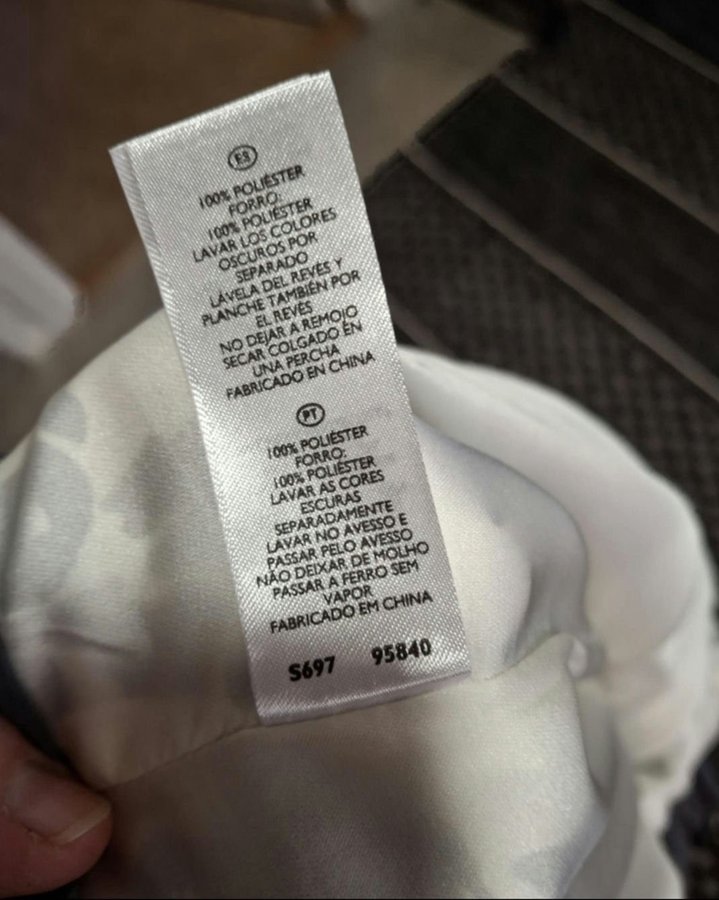 ES
100% POLIÉSTER
FORRO:
100% POLIÉSTER
LAVAR LOS COLORES
OSCUROS POR
SEPARADO
LÁVELA DEL REVÉS Y
PLANCHE TAMBIÉN POR
EL REVÉS
NO DEJAR A REMOJO
SECAR COLGADO EN
UNA PERCHA
FABRICADO EN CHINA
PT
100% POLIÉSTER
FORRO:
100% POLIÉSTER
LAVAR AS CORES
ESCURAS
SEPARADAMENTE
LAVAR NO AVESSO E
PASSAR PELO AVESSO
NÃO DEIXAR DE MOLHO
PASSAR A FERRO SEM
VAPOR
FABRICADO EM CHINA
S697 95840